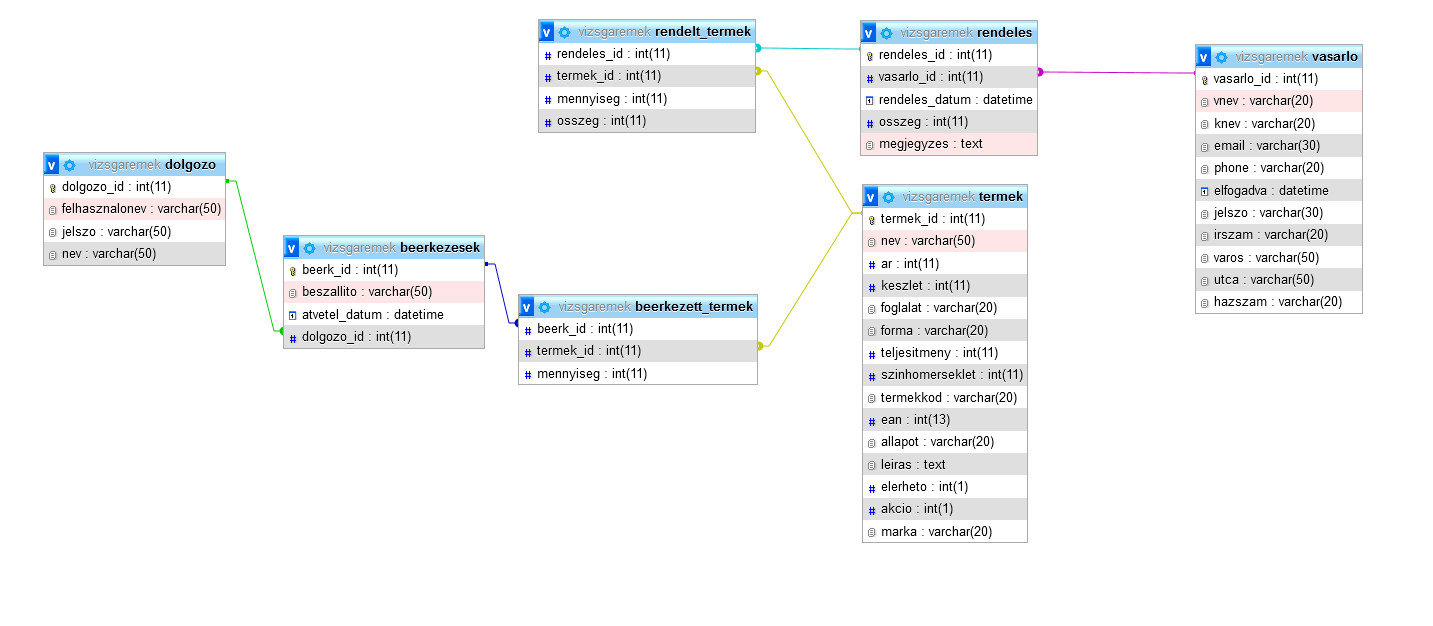 v vizsgaremek rendelt_termek
# rendeles_id : int(11)
# termek_id : int(11)
# mennyiseg : int(11)
# osszeg : int(11)
v vizsgaremek rendeles
rendeles_id : int(11)
# vasarlo_id : int(11)
rendeles_datum : datetime
# osszeg : int(11)
megjegyzes : text
v vizsgaremek vasarlo
vasarlo_id : int(11)
vnev : varchar(20)
knev : varchar(20)
email : varchar(30)
phone : varchar(20)
elfogadva : datetime
jelszo : varchar(30)
irszam : varchar(20)
varos : varchar(50)
utca : varchar(50)
hazszam : varchar(20)
v vizsgaremek dolgozo
dolgozo_id : int(11)
felhasznalonev : varchar(50)
jelszo : varchar(50)
nev : varchar(50)
v vizsgaremek beerkezesek
beerk_id : int(11)
beszallito : varchar(50)
atvetel_datum : datetime
# dolgozo_id : int(11)
v vizsgaremek beerkezett_termek
# beerk_id : int(11)
# termek_id : int(11)
# mennyiseg : int(11)
v vizsgaremek termek
termek_id : int(11)
nev : varchar(50)
# ar : int(11)
# keszlet : int(11)
foglalat : varchar(20)
forma : varchar(20)
# teljesitmeny : int(11)
# szinhomerseklet : int(11)
termekkod : varchar(20)
# ean : int(13)
allapot : varchar(20)
leiras : text
# elerheto : int(1)
# akcio : int(1)
marka : varchar(20)